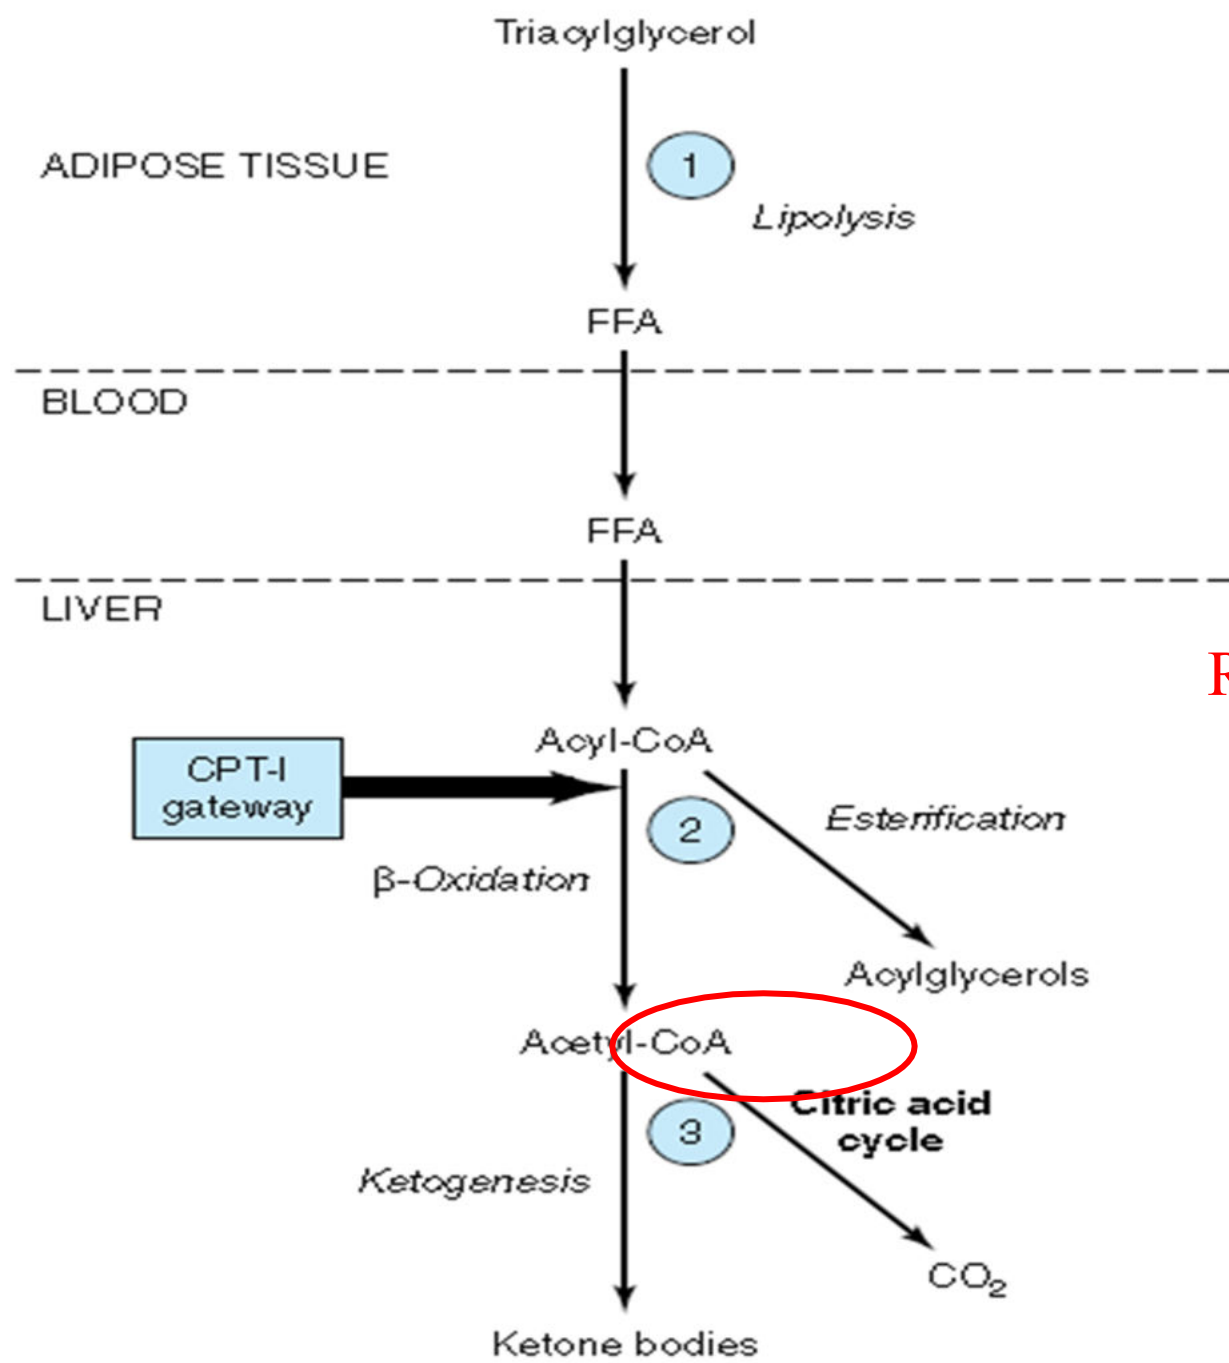 Triacylglycerol
ADIPOSE TISSUE
1
Lipolysis
FFA
BLOOD
FFA
LIVER
R
Acyl-CoA
CPT-I
gateway
2
Esterification
β-Oxidation
Acylglycerols
Acetyl-CoA
Citric acid
cycle
3
Ketogenesis
CO₂
Ketone bodies